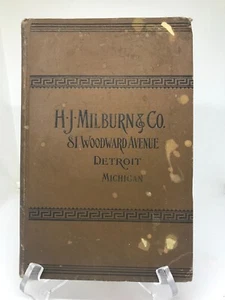 H·J·MILBURN & CO.
81 WOODWARD AVENUE
DETROIT
MICHIGAN